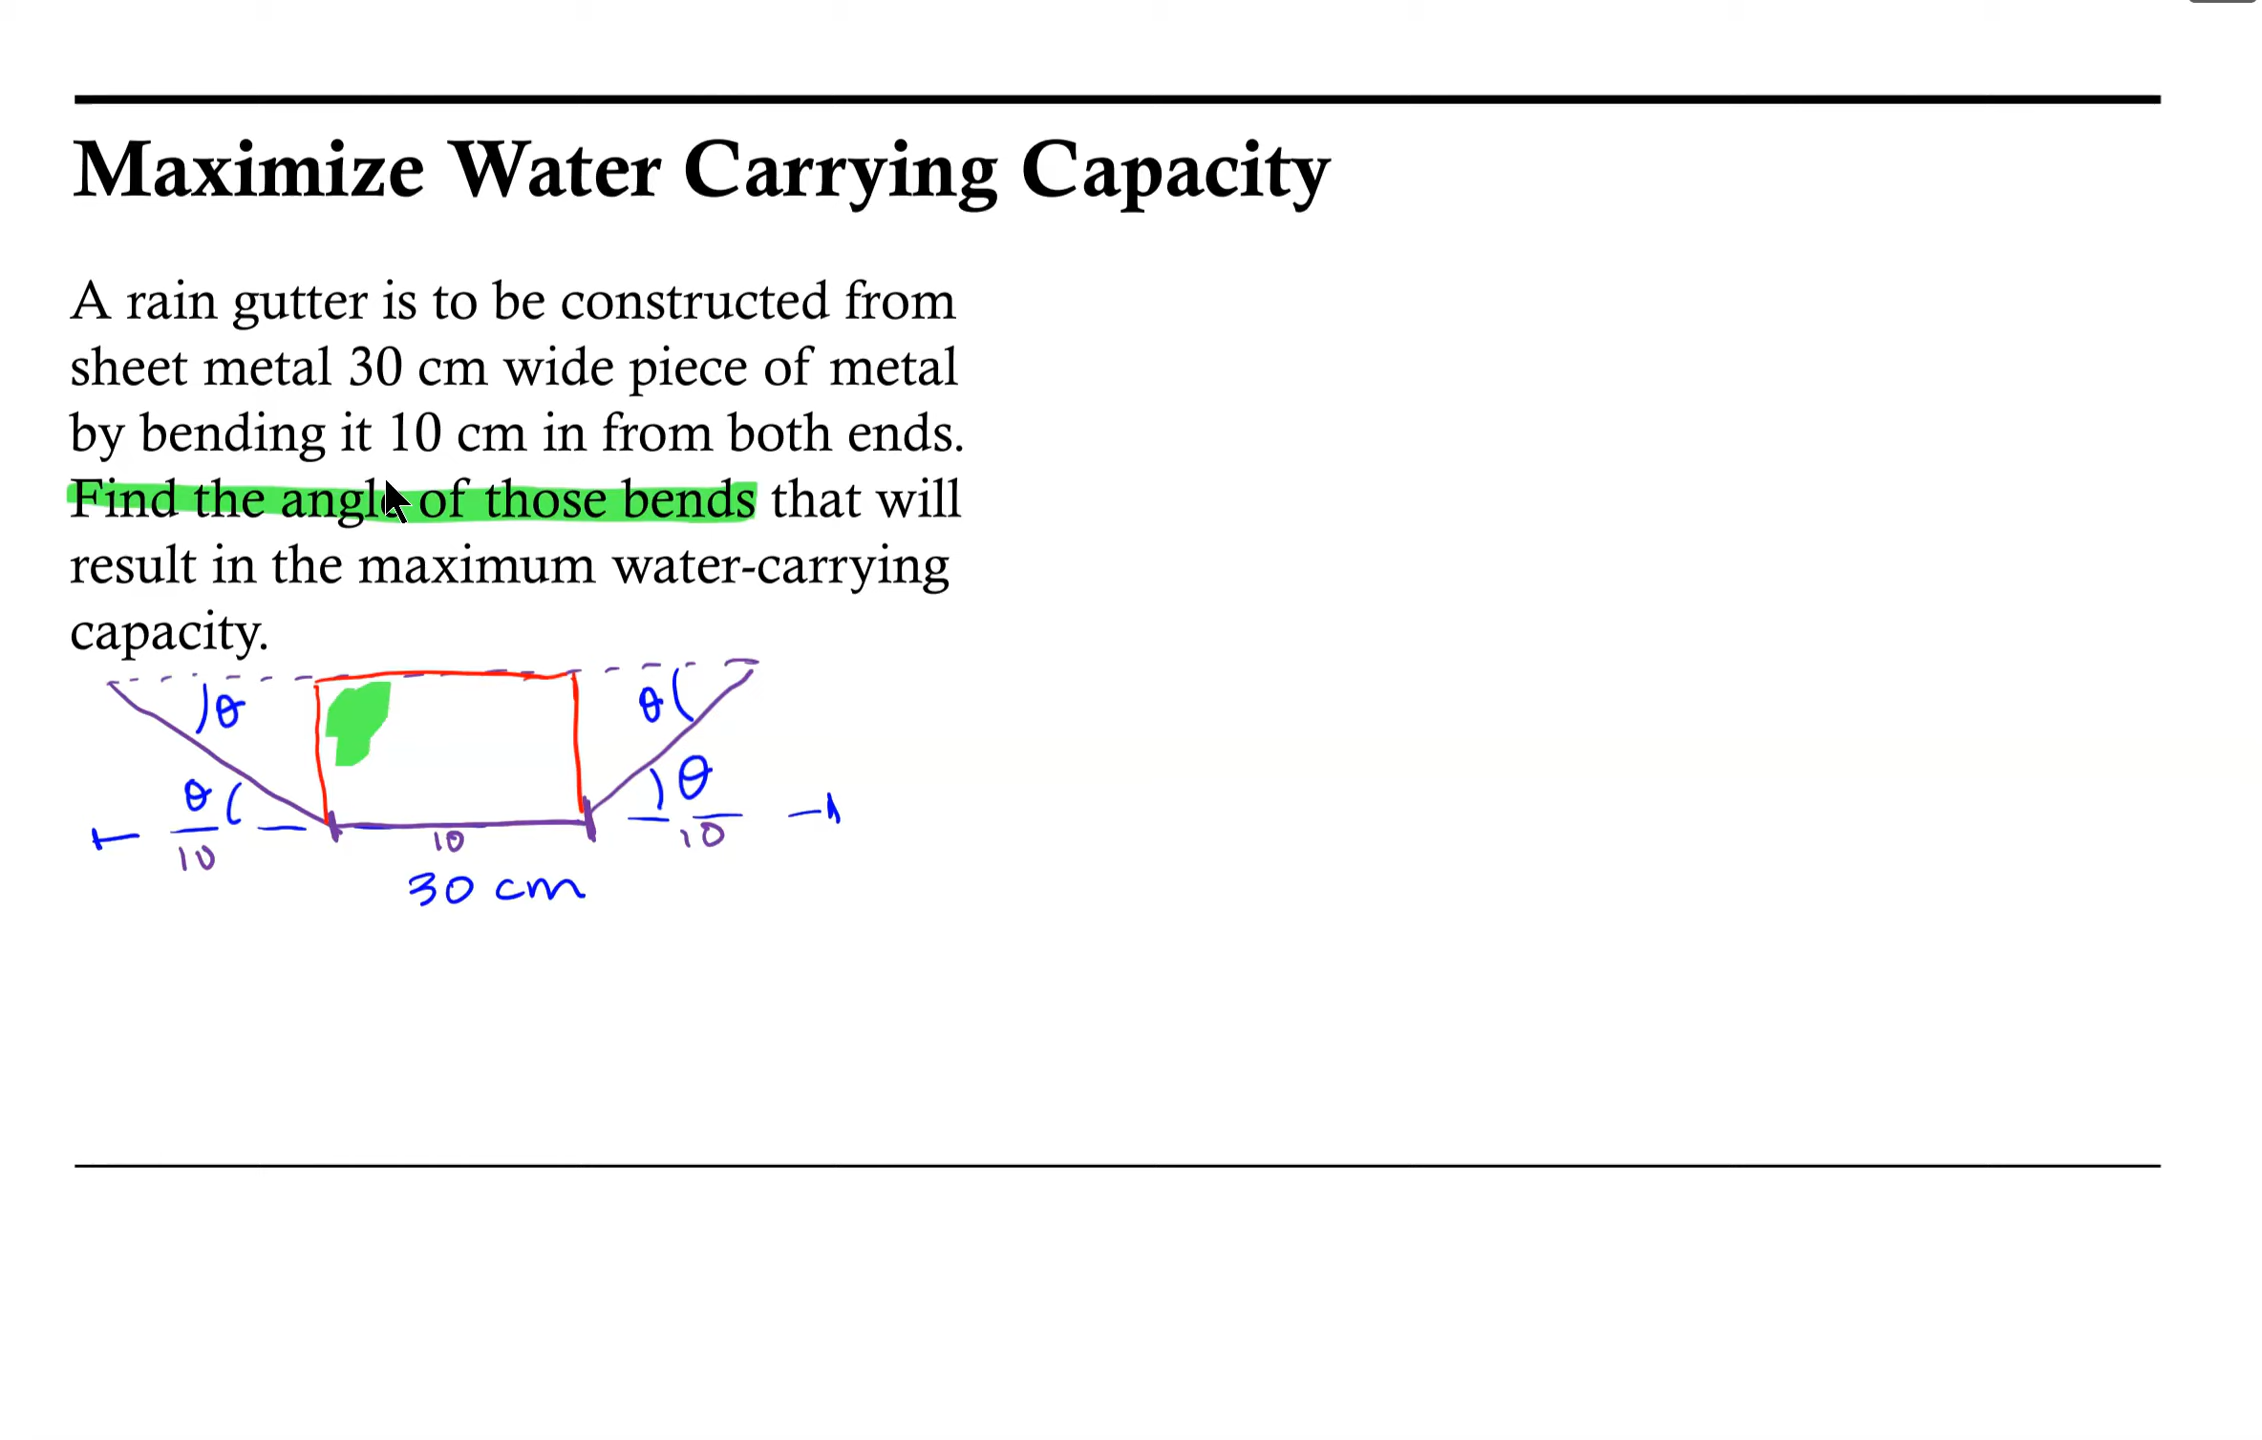 Maximize Water Carrying Capacity
A rain gutter is to be constructed from
sheet metal 30 cm wide piece of metal
by bending it 10 cm in from both ends.
Find the angle of those bends that will
result in the maximum water-carrying
capacity.
θ θ
θ θ
10 10 10
30 cm